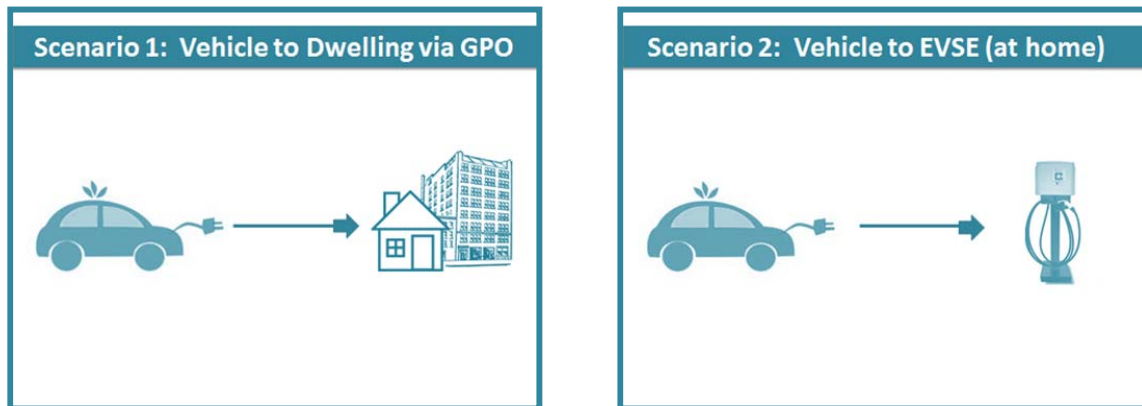 Scenario 1: Vehicle to Dwelling via GPO
Scenario 2: Vehicle to EVSE (at home)